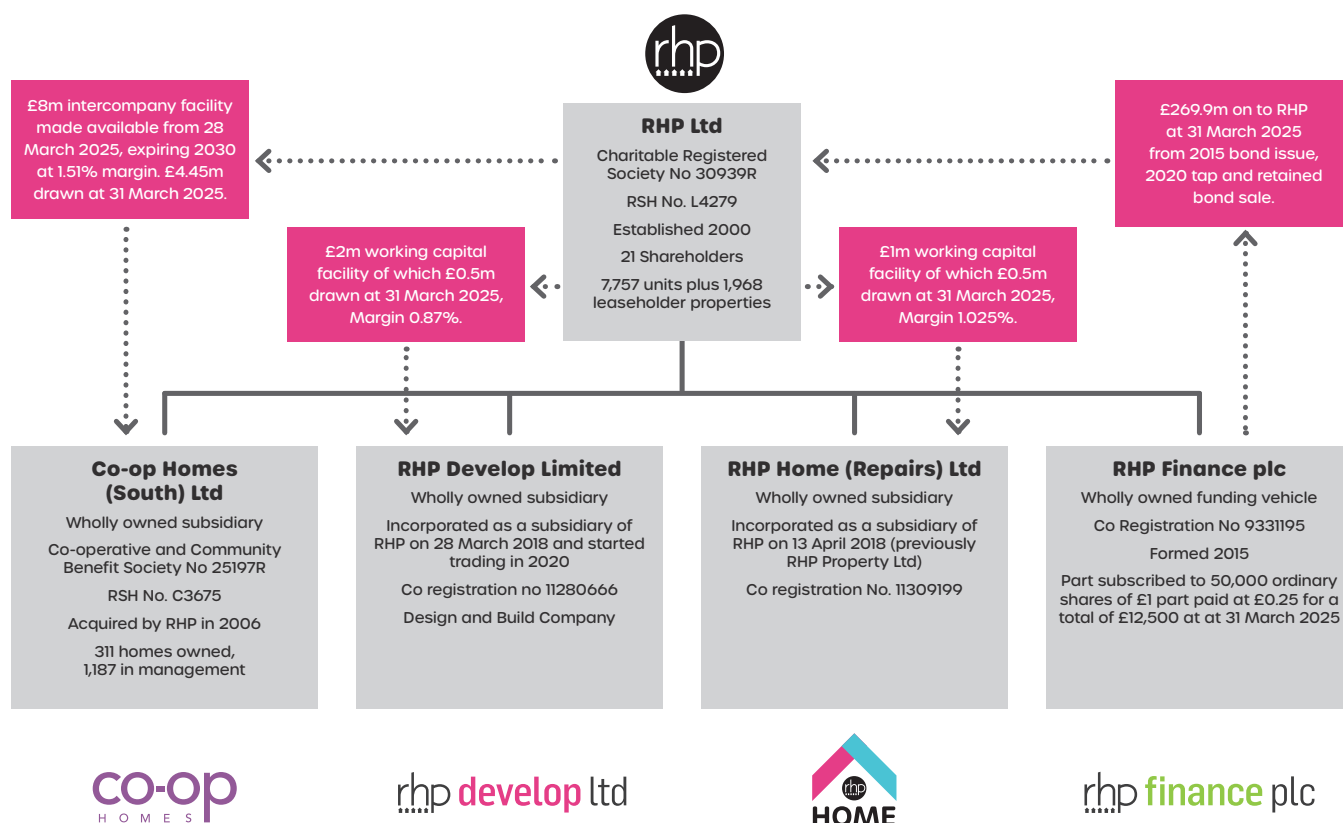 rhp
£8m intercompany facility
made available from 28
March 2025, expiring 2030
at 1.51% margin. £4.45m
drawn at 31 March 2025.
RHP Ltd
Charitable Registered
Society No 30939R
RSH No. L4279
Established 2000
21 Shareholders
7,757 units plus 1,968
leaseholder properties
£269.9m on to RHP
at 31 March 2025
from 2015 bond issue,
2020 tap and retained
bond sale.
£2m working capital
facility of which £0.5m
drawn at 31 March 2025,
Margin 0.87%.
£1m working capital
facility of which £0.5m
drawn at 31 March 2025,
Margin 1.025%.
Co-op Homes
(South) Ltd
Wholly owned subsidiary
Co-operative and Community
Benefit Society No 25197R
RSH No. C3675
Acquired by RHP in 2006
311 homes owned,
1,187 in management
RHP Develop Limited
Wholly owned subsidiary
Incorporated as a subsidiary of
RHP on 28 March 2018 and started
trading in 2020
Co registration no 11280666
Design and Build Company
RHP Home (Repairs) Ltd
Wholly owned subsidiary
Incorporated as a subsidiary of
RHP on 13 April 2018 (previously
RHP Property Ltd)
Co registration No. 11309199
RHP Finance plc
Wholly owned funding vehicle
Co Registration No 9331195
Formed 2015
Part subscribed to 50,000 ordinary
shares of £1 part paid at £0.25 for a
total of £12,500 at at 31 March 2025
co-op
HOMES
rhp develop ltd
rhp
HOME
rhp finance plc